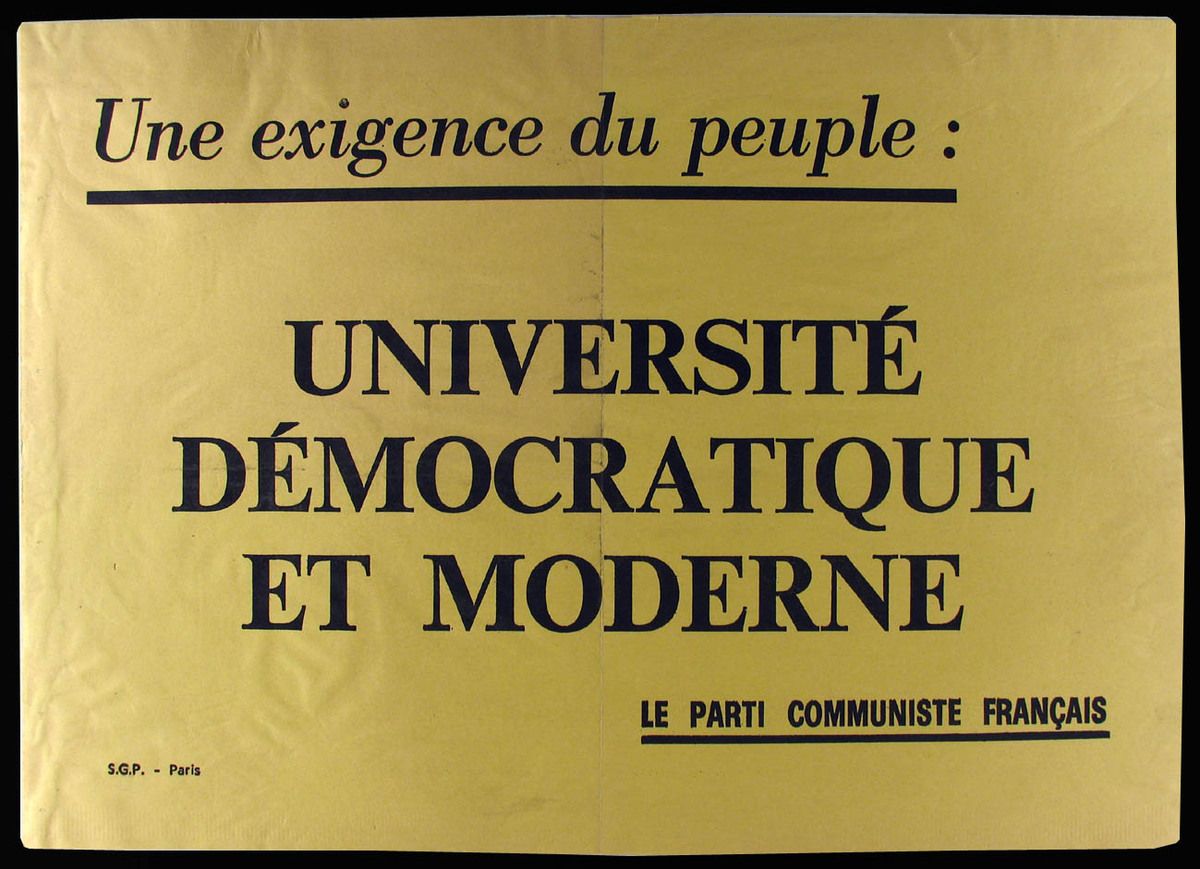 Une exigence du peuple :
UNIVERSITÉ
DÉMOCRATIQUE
ET MODERNE
LE PARTI COMMUNISTE FRANÇAIS
S.G.P. - Paris